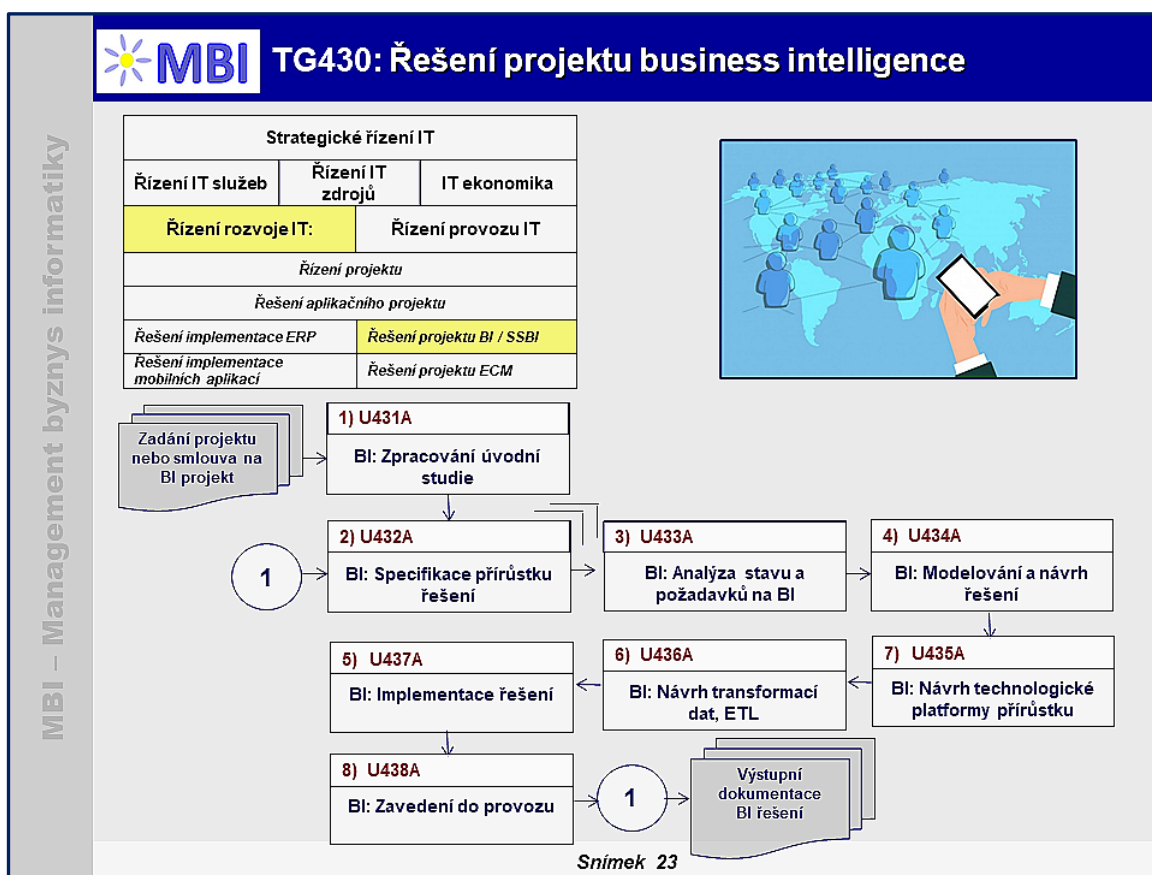 MBI
TG430: Řešení projektu business intelligence
MBI – Management byznys informatiky
Strategické řízení IT
Řízení IT služeb
Řízení IT
zdrojů
IT ekonomika
Řízení rozvoje IT:
Řízení provozu IT
Řízení projektu
Řešení aplikačního projektu
Řešení implementace ERP
Řešení projektu BI / SSBI
Řešení implementace
mobilních aplikací
Řešení projektu ECM
Zadání projektu
nebo smlouva na
BI projekt
1) U431A
BI: Zpracování úvodní
studie
1
2) U432A
BI: Specifikace přírůstku
řešení
3) U433A
BI: Analýza stavu a
požadavků na BI
4) U434A
BI: Modelování a návrh
řešení
5) U437A
BI: Implementace řešení
6) U436A
BI: Návrh transformací
dat, ETL
7) U435A
BI: Návrh technologické
platformy přírůstku
8) U438A
BI: Zavedení do provozu
1
Výstupní
dokumentace
BI řešení
Snímek 23